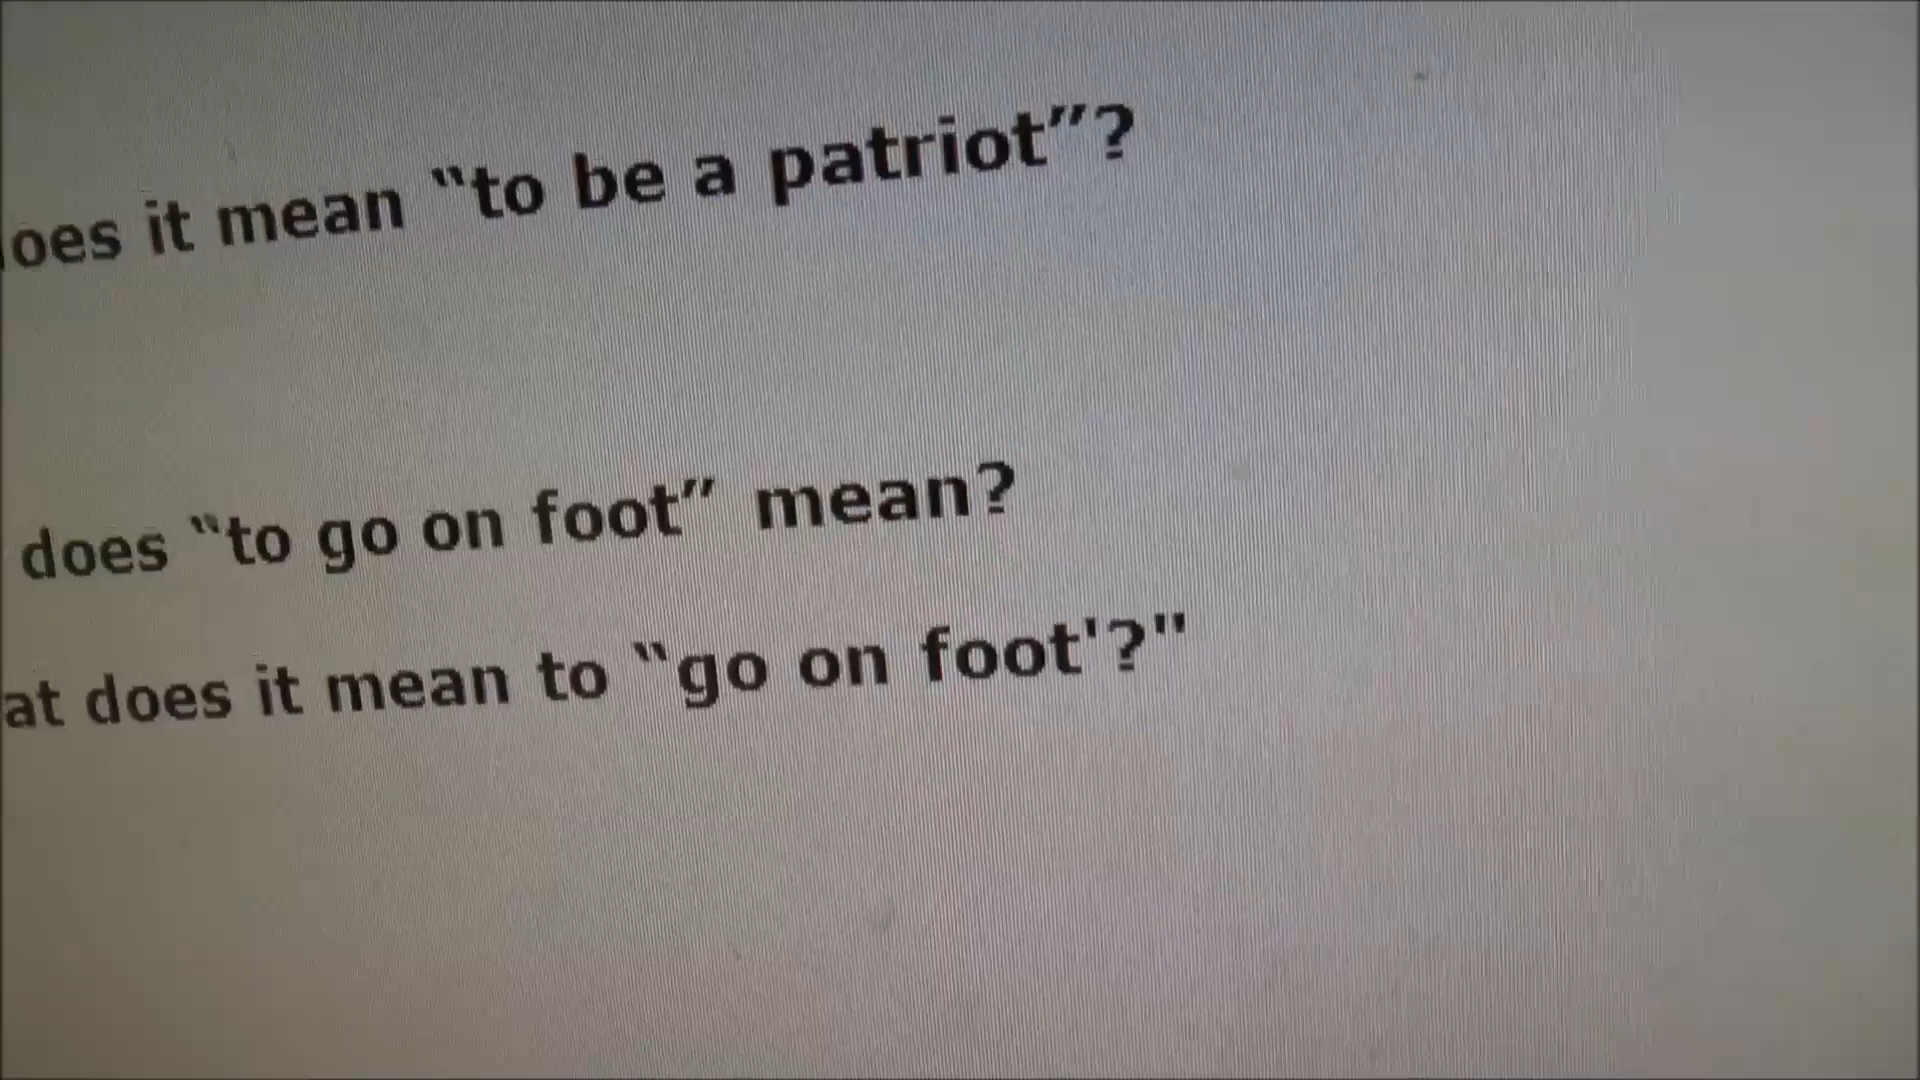 oes it mean “to be a patriot”?
does “to go on foot” mean?
at does it mean to “go on foot'?"